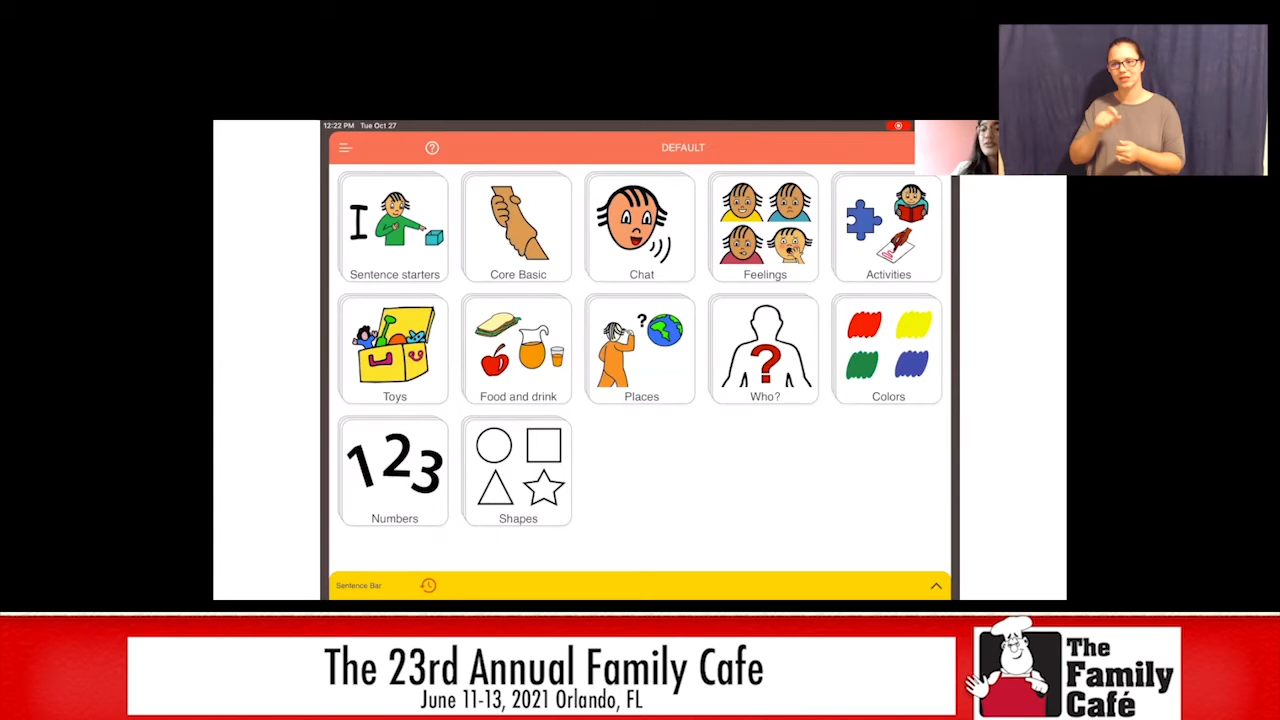 12:22 PM Tue Oct 27
DEFAULT
I
Sentence starters
Core Basic
Chat
Feelings
Activities
Toys
Food and drink
?
Places
?
Who?
Colors
123
Numbers
Shapes
Sentence Bar
The 23rd Annual Family Cafe
June 11-13, 2021 Orlando, FL
The
Family
Café